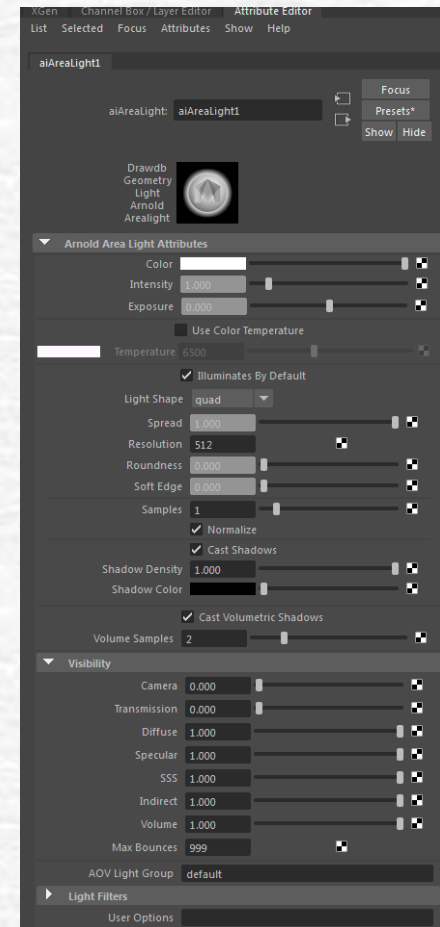 XGen Channel Box / Layer Editor Attribute Editor
List Selected Focus Attributes Show Help
aiAreaLight1
Focus
aiAreaLight: aiAreaLight1 Presets*
Show Hide
Drawdb
Geometry
Light
Arnold
Arealight
Arnold Area Light Attributes
Color
Intensity 1.000
Exposure 0.000
Use Color Temperature
Temperature 6500
Illuminates By Default
Light Shape quad
Spread 1.000
Resolution 512
Roundness 0.000
Soft Edge 0.000
Samples 1
Normalize
Cast Shadows
Shadow Density 1.000
Shadow Color
Cast Volumetric Shadows
Volume Samples 2
Visibility
Camera 0.000
Transmission 0.000
Diffuse 1.000
Specular 1.000
SSS 1.000
Indirect 1.000
Volume 1.000
Max Bounces 999
AOV Light Group default
Light Filters
User Options